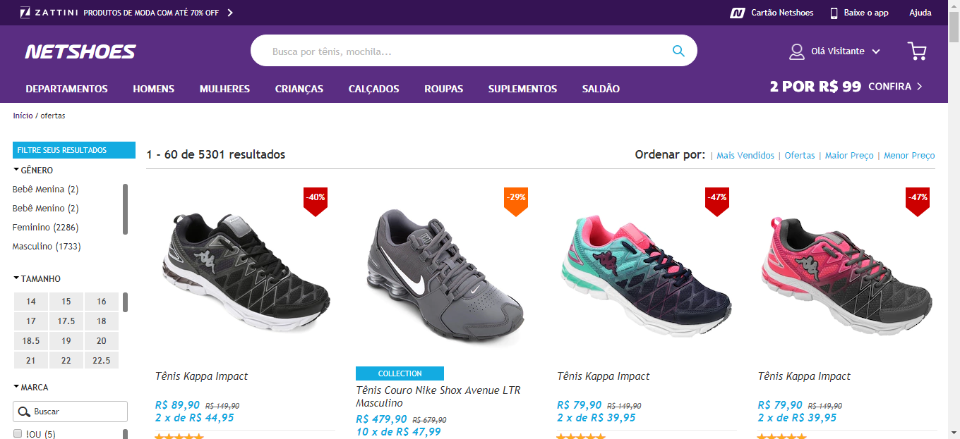 ZATTINI PRODUTOS DE MODA COM ATÉ 70% OFF
Cartão Netshoes
Baixe o app
Ajuda
NETSHOES
Busca por tênis, mochila...
Olá Visitante
DEPARTAMENTOS HOMENS MULHERES CRIANÇAS CALÇADOS ROUPAS SUPLEMENTOS SALDÃO
2 POR R$ 99 CONFIRA
Início / ofertas
FILTRE SEUS RESULTADOS
GÊNERO
Bebê Menina (2)
Bebê Menino (2)
Feminino (2286)
Masculino (1733)
TAMANHO
14 15 16
17 17.5 18
18.5 19 20
21 22 22.5
MARCA
Buscar
!OU (5)
1 - 60 de 5301 resultados
Ordenar por: | Mais Vendidos | Ofertas | Maior Preço | Menor Preço
-40%
Tênis Kappa Impact
R$ 89,90 R$ 149,90
2 x de R$ 44,95
-29%
COLLECTION
Tênis Couro Nike Shox Avenue LTR
Masculino
R$ 479,90 R$ 679,90
10 x de R$ 47,99
-47%
Tênis Kappa Impact
R$ 79,90 R$ 149,90
2 x de R$ 39,95
-47%
Tênis Kappa Impact
R$ 79,90 R$ 149,90
2 x de R$ 39,95